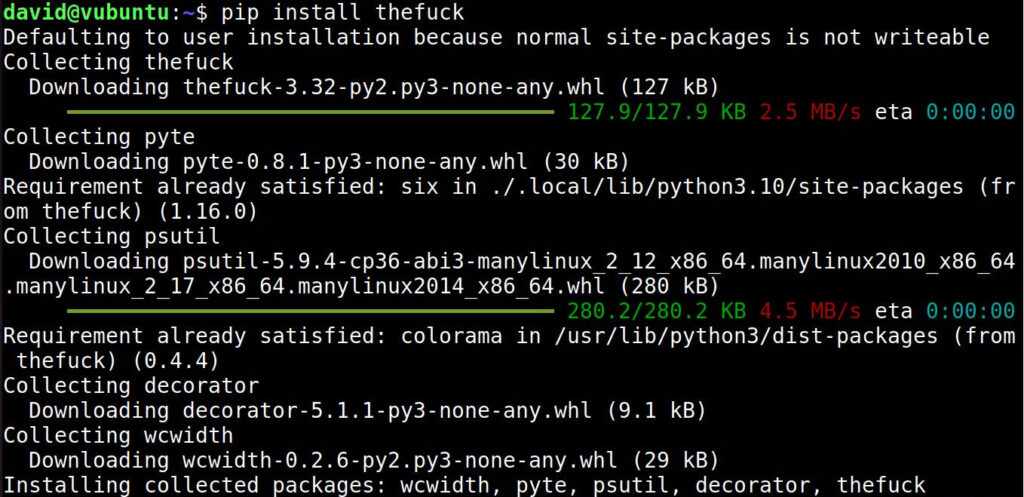 david@vubuntu:~$ pip install thefuck
Defaulting to user installation because normal site-packages is not writeable
Collecting thefuck
  Downloading thefuck-3.32-py2.py3-none-any.whl (127 kB)
127.9/127.9 KB 2.5 MB/s eta 0:00:00
Collecting pyte
  Downloading pyte-0.8.1-py3-none-any.whl (30 kB)
Requirement already satisfied: six in ./.local/lib/python3.10/site-packages (fr
om thefuck) (1.16.0)
Collecting psutil
  Downloading psutil-5.9.4-cp36-abi3-manylinux_2_12_x86_64.manylinux2010_x86_64
.manylinux_2_17_x86_64.manylinux2014_x86_64.whl (280 kB)
280.2/280.2 KB 4.5 MB/s eta 0:00:00
Requirement already satisfied: colorama in /usr/lib/python3/dist-packages (from
 thefuck) (0.4.4)
Collecting decorator
  Downloading decorator-5.1.1-py3-none-any.whl (9.1 kB)
Collecting wcwidth
  Downloading wcwidth-0.2.6-py2.py3-none-any.whl (29 kB)
Installing collected packages: wcwidth, pyte, psutil, decorator, thefuck